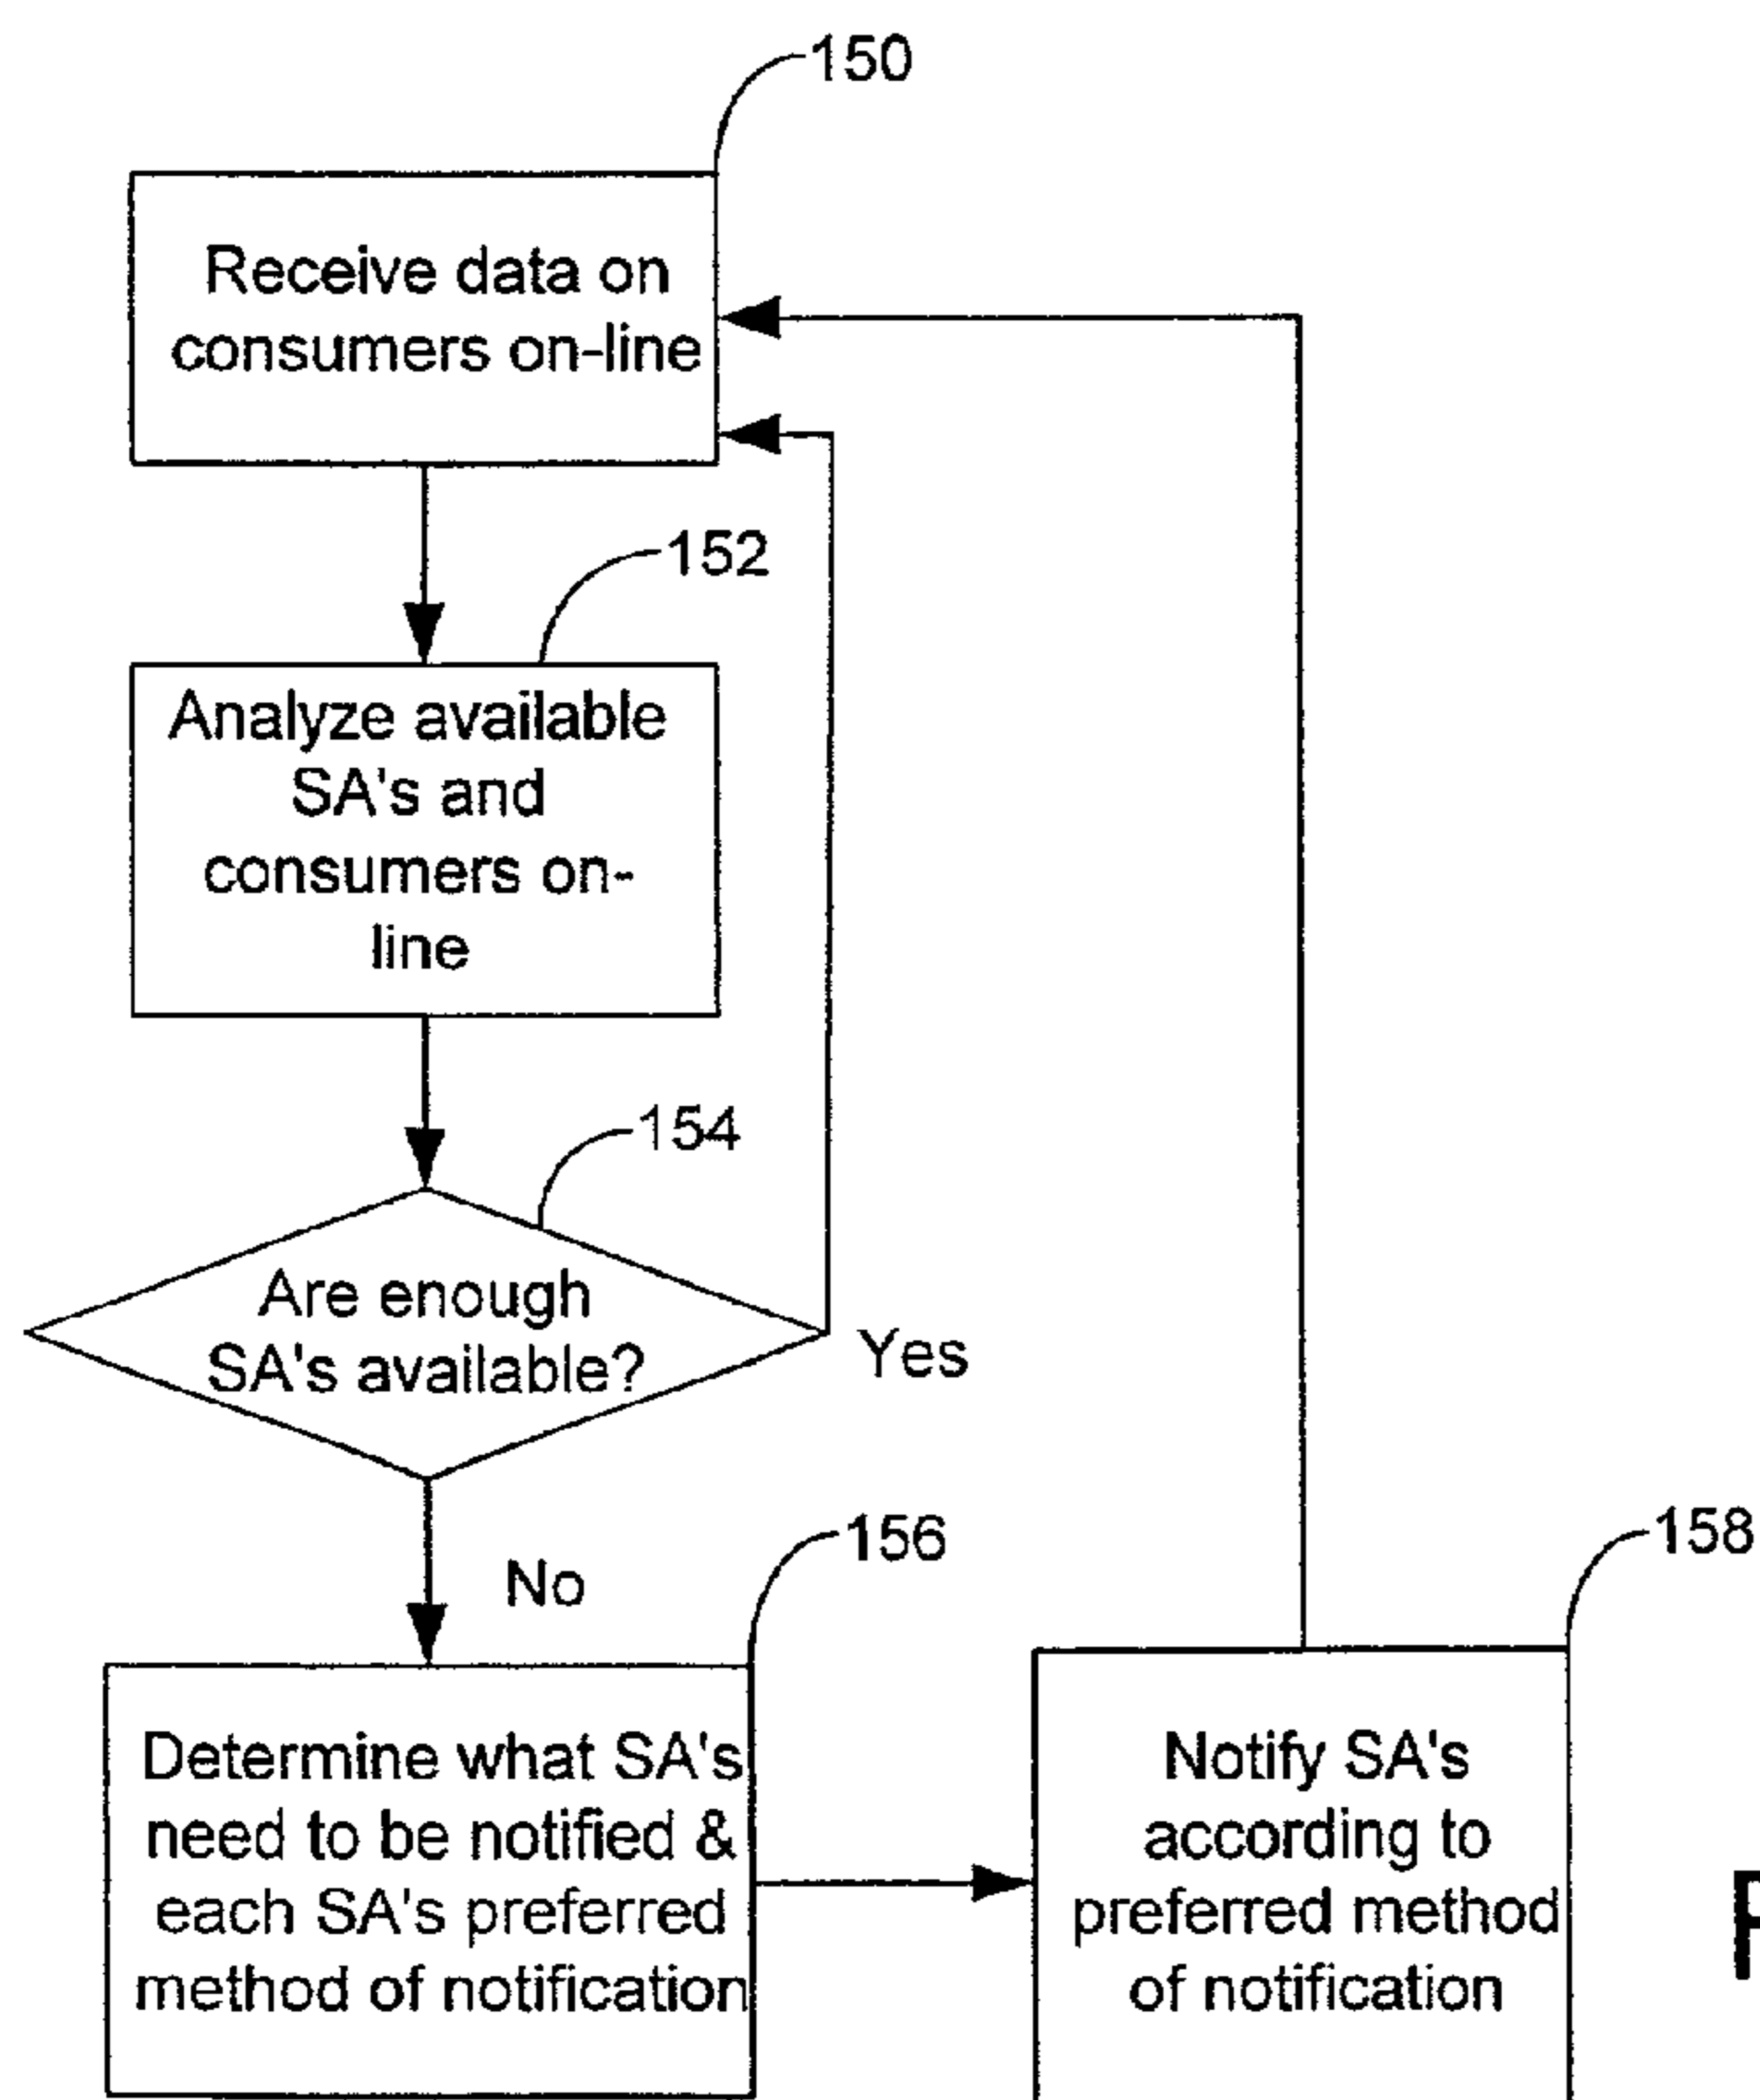 150
Receive data on
consumers on-line
152
Analyze available
SA's and
consumers on-
line
154
Are enough
SA's available?
Yes
No
156
Determine what SA's
need to be notified &
each SA's preferred
method of notification
158
Notify SA's
according to
preferred method
of notification